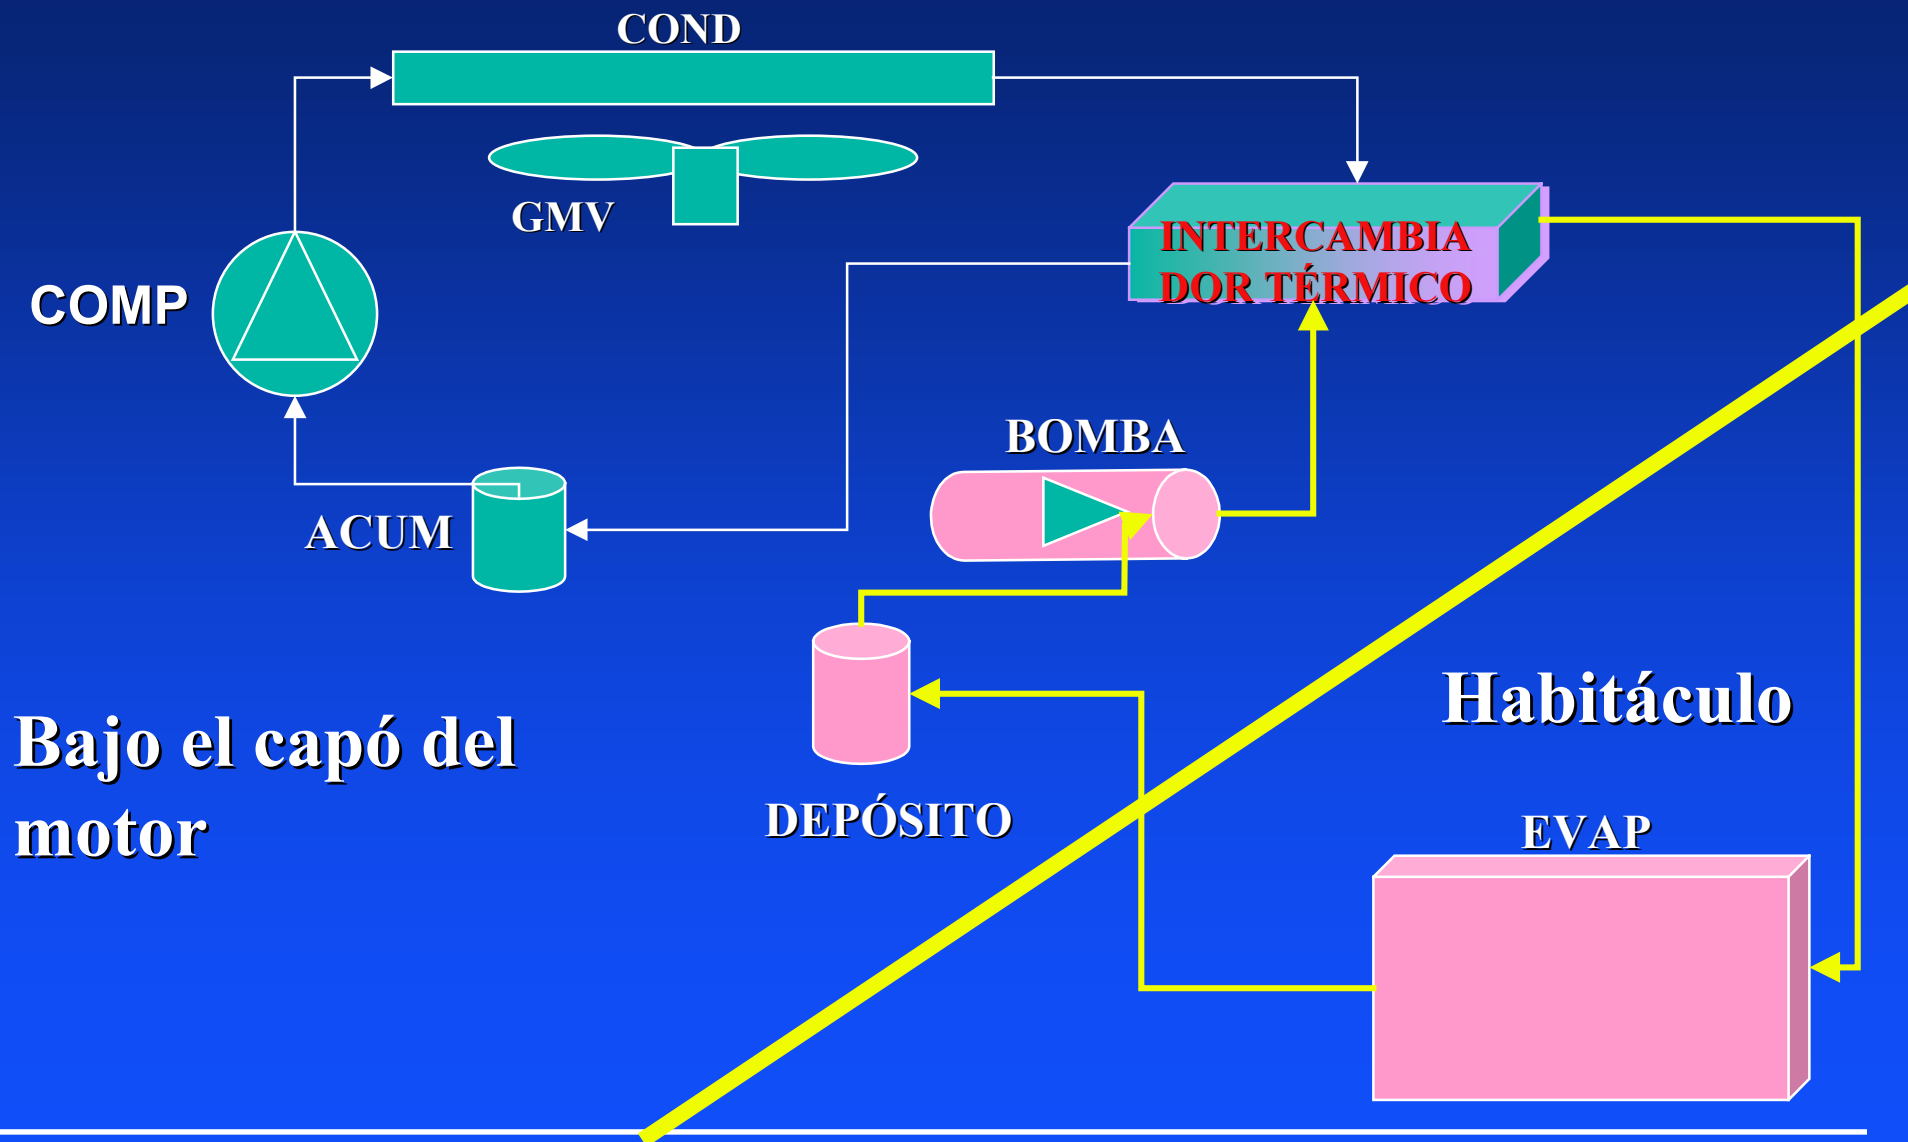 COND
GMV
INTERCAMBIA
DOR TÉRMICO
COMP
BOMBA
ACUM
Habitáculo
Bajo el capó del
motor
DEPÓSITO
EVAP